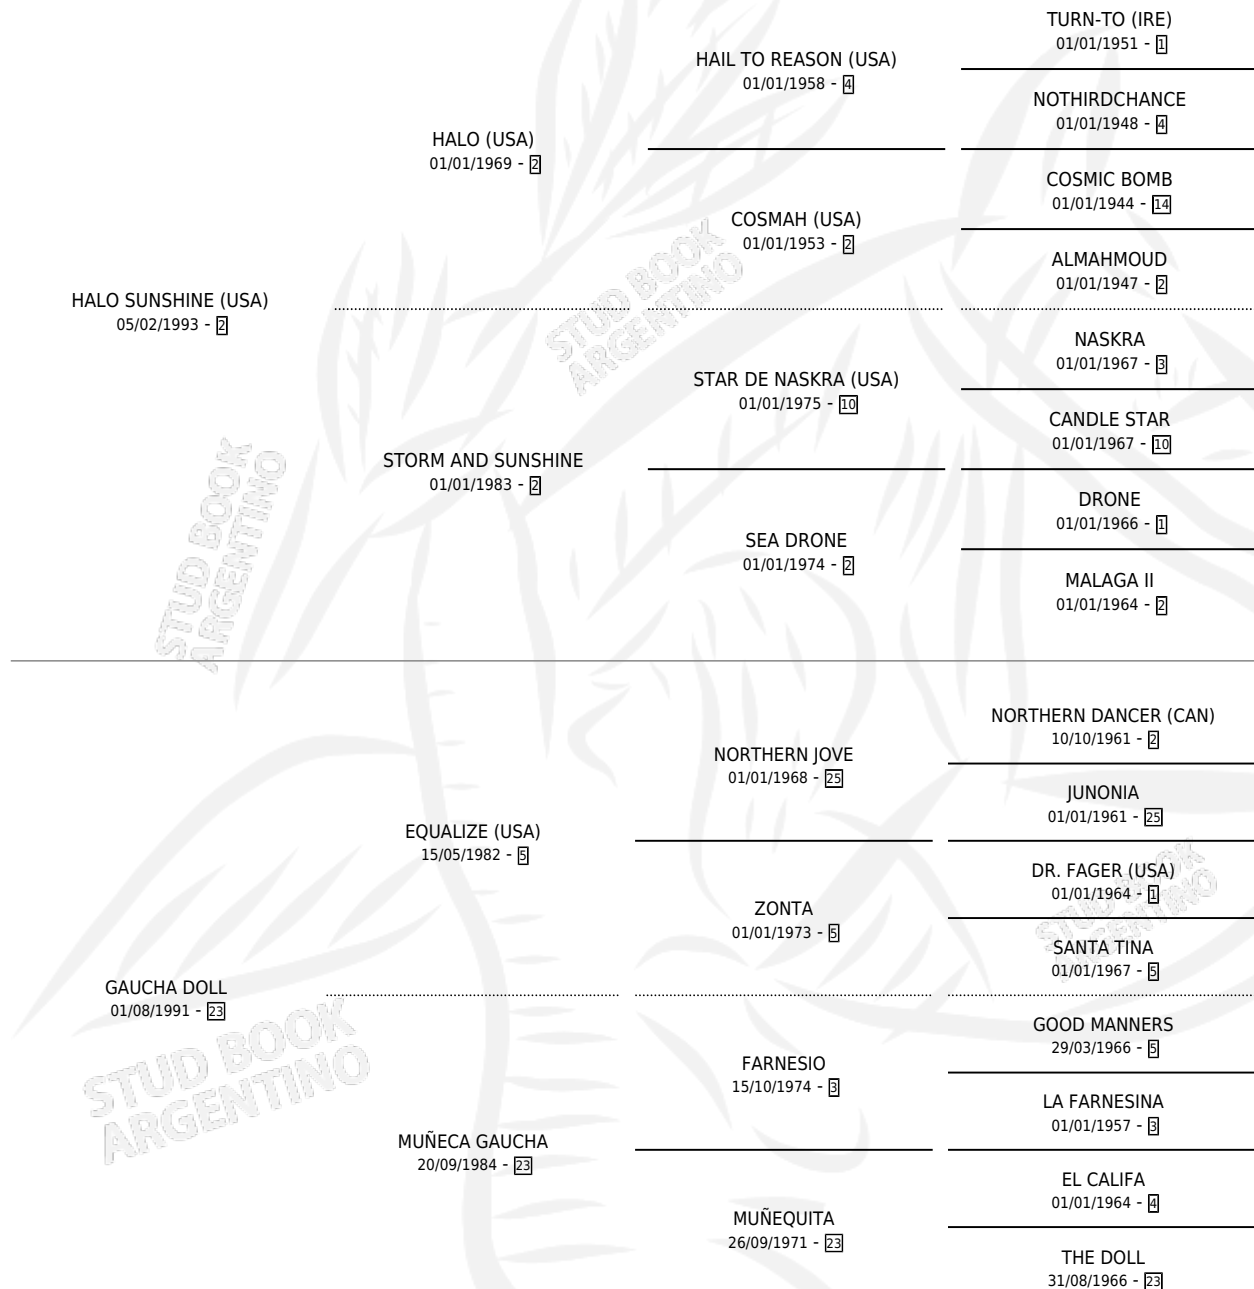 TURN-TO (IRE)
01/01/1951 - 1
HAIL TO REASON (USA)
01/01/1958 - 4
NOTHIRDCHANCE
01/01/1948 - 4
HALO (USA)
01/01/1969 - 2
COSMIC BOMB
01/01/1944 - 14
COSMAH (USA)
01/01/1953 - 2
ALMAHMOUD
01/01/1947 - 2
HALO SUNSHINE (USA)
05/02/1993 - 2
STUD BOOK
ARGENTINO
NASKRA
01/01/1967 - 3
STAR DE NASKRA (USA)
01/01/1975 - 10
CANDLE STAR
01/01/1967 - 10
STORM AND SUNSHINE
01/01/1983 - 2
STUD BOOK
ARGENTINO
DRONE
01/01/1966 - 1
SEA DRONE
01/01/1974 - 2
MALAGA II
01/01/1964 - 2
NORTHERN DANCER (CAN)
10/10/1961 - 2
NORTHERN JOVE
01/01/1968 - 25
JUNONIA
01/01/1961 - 25
EQUALIZE (USA)
15/05/1982 - 5
DR. FAGER (USA)
01/01/1964 - 1
STUD BOOK
ARGENTINO
ZONTA
01/01/1973 - 5
SANTA TINA
01/01/1967 - 5
GAUCHA DOLL
01/08/1991 - 23
STUD BOOK
ARGENTINO
GOOD MANNERS
29/03/1966 - 5
FARNESIO
15/10/1974 - 3
LA FARNESINA
01/01/1957 - 3
MUÑECA GAUCHA
20/09/1984 - 23
EL CALIFA
01/01/1964 - 4
MUÑEQUITA
26/09/1971 - 23
THE DOLL
31/08/1966 - 23